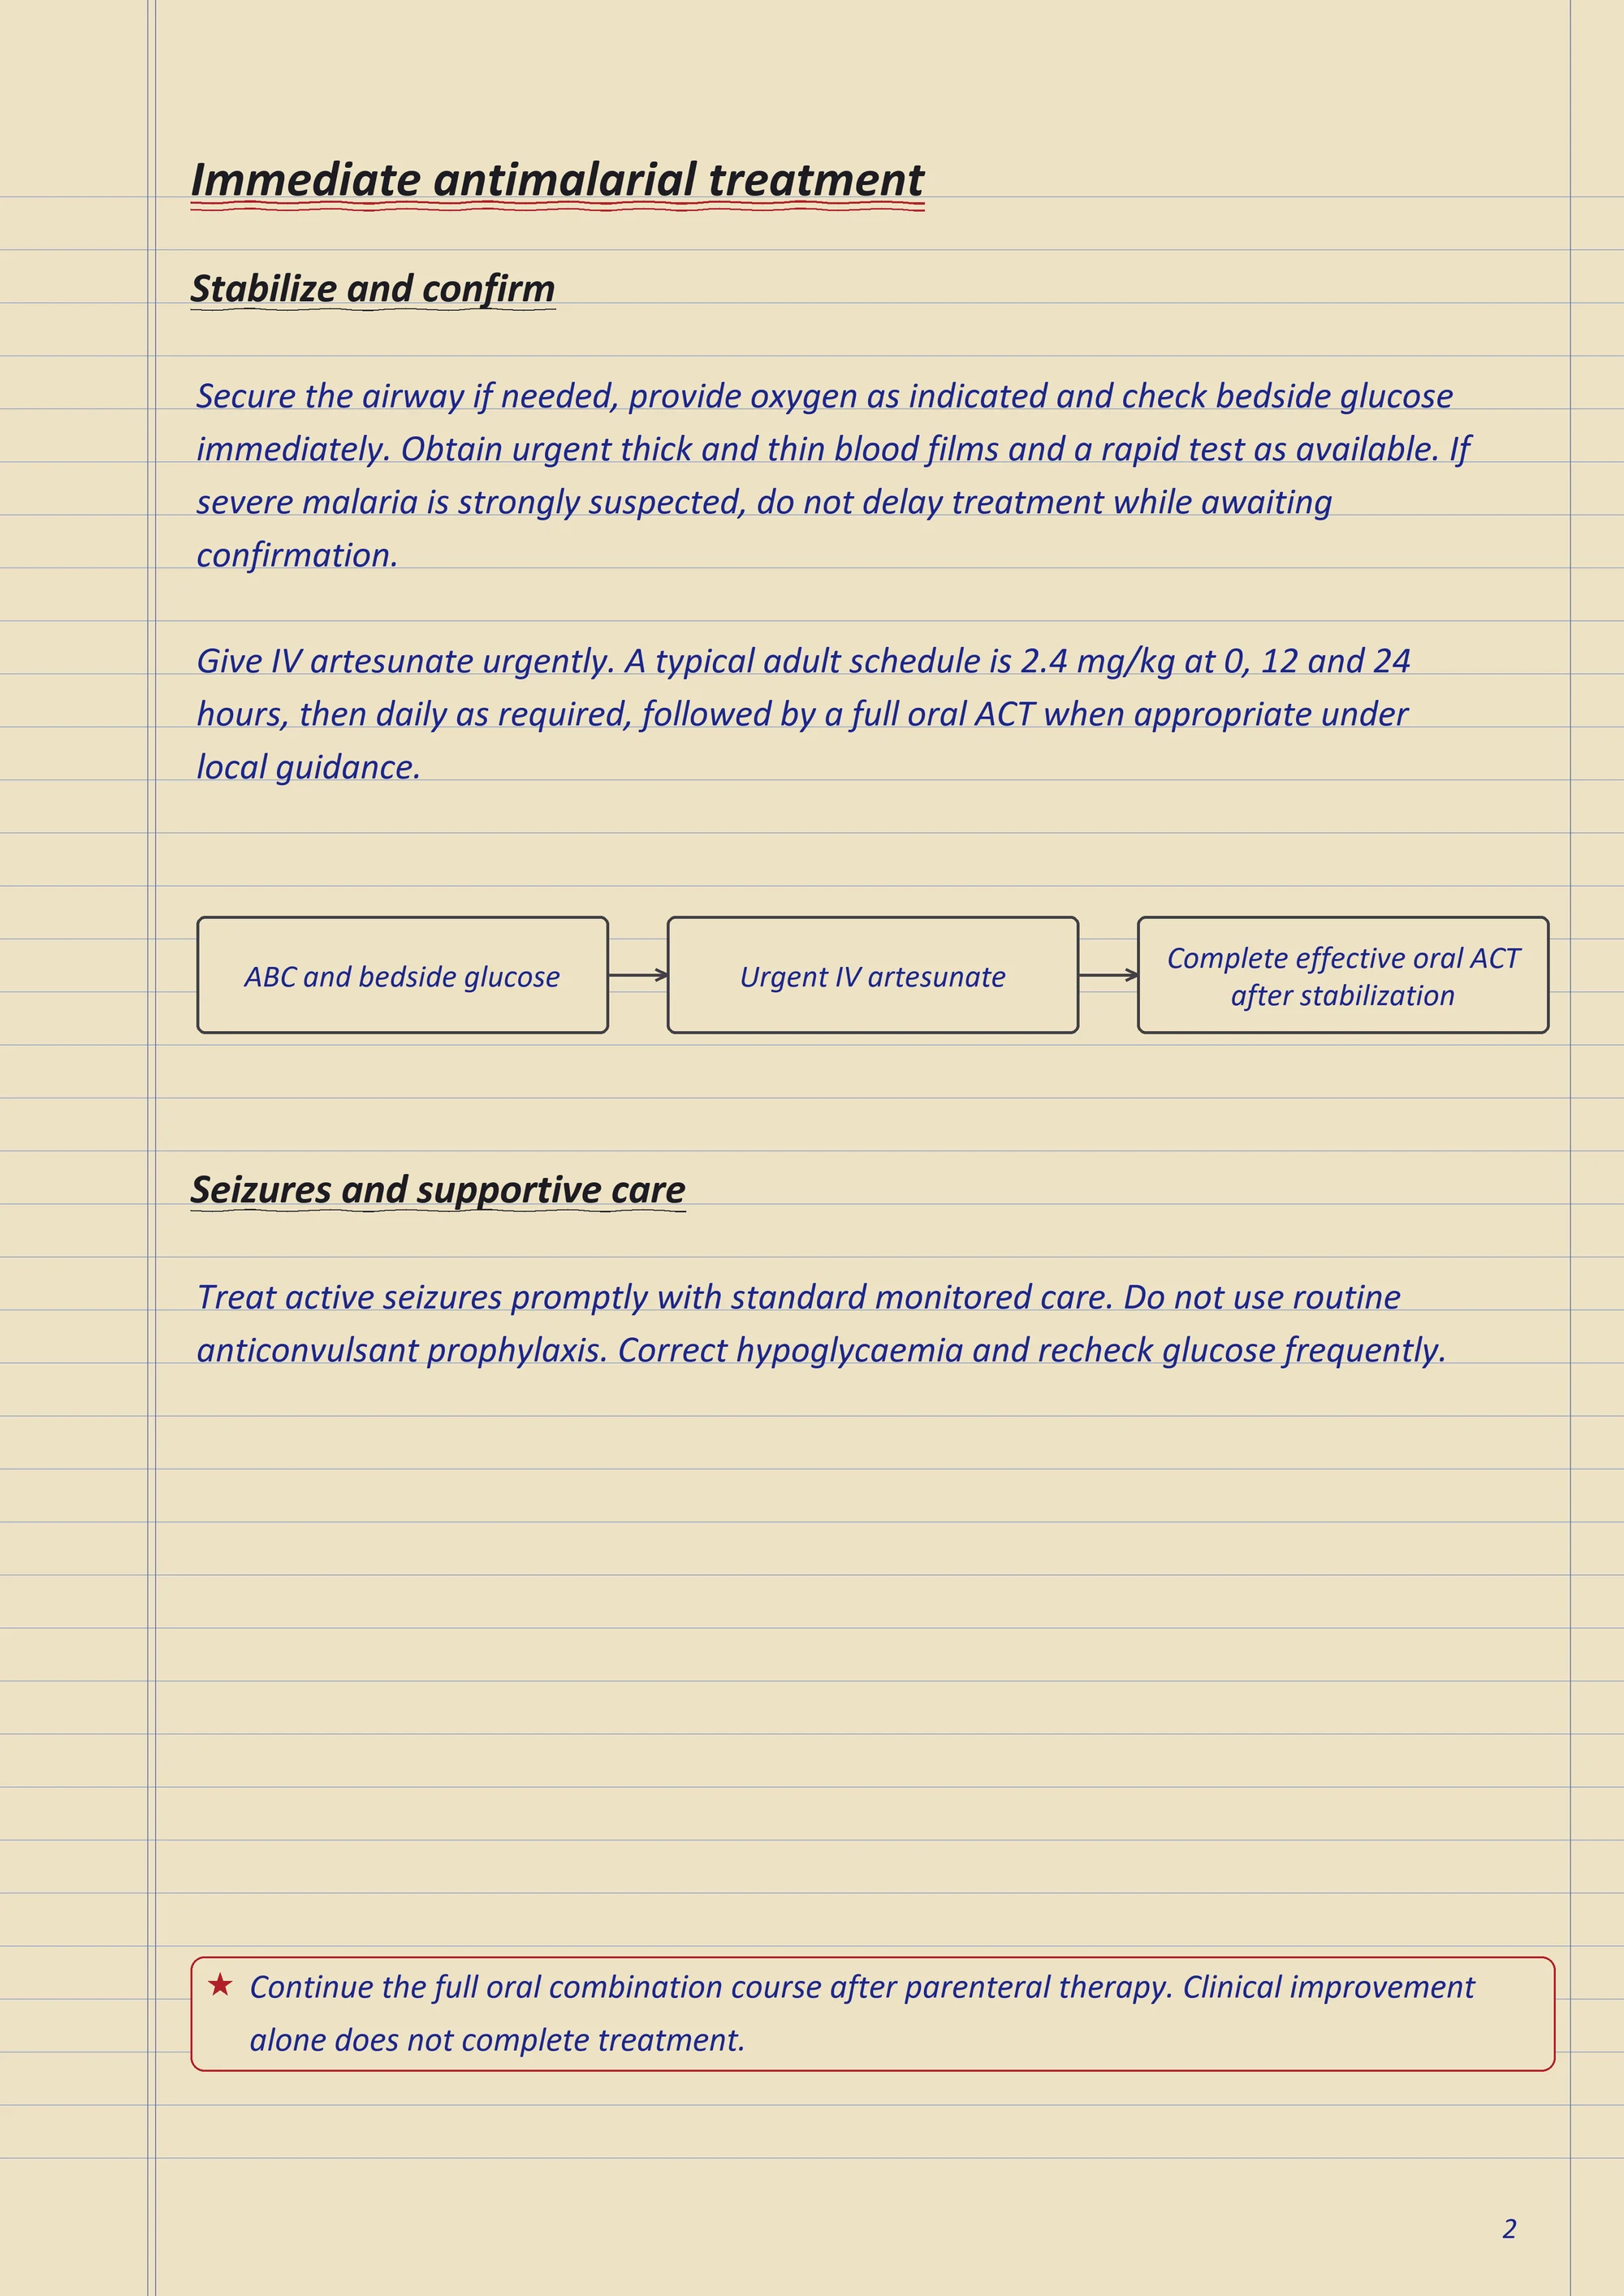 Immediate antimalarial treatment
Stabilize and confirm
Secure the airway if needed, provide oxygen as indicated and check bedside glucose
immediately. Obtain urgent thick and thin blood films and a rapid test as available. If
severe malaria is strongly suspected, do not delay treatment while awaiting
confirmation.
Give IV artesunate urgently. A typical adult schedule is 2.4 mg/kg at 0, 12 and 24
hours, then daily as required, followed by a full oral ACT when appropriate under
local guidance.
ABC and bedside glucose
Urgent IV artesunate
Complete effective oral ACT
after stabilization
Seizures and supportive care
Treat active seizures promptly with standard monitored care. Do not use routine
anticonvulsant prophylaxis. Correct hypoglycaemia and recheck glucose frequently.
★ Continue the full oral combination course after parenteral therapy. Clinical improvement
alone does not complete treatment.
2